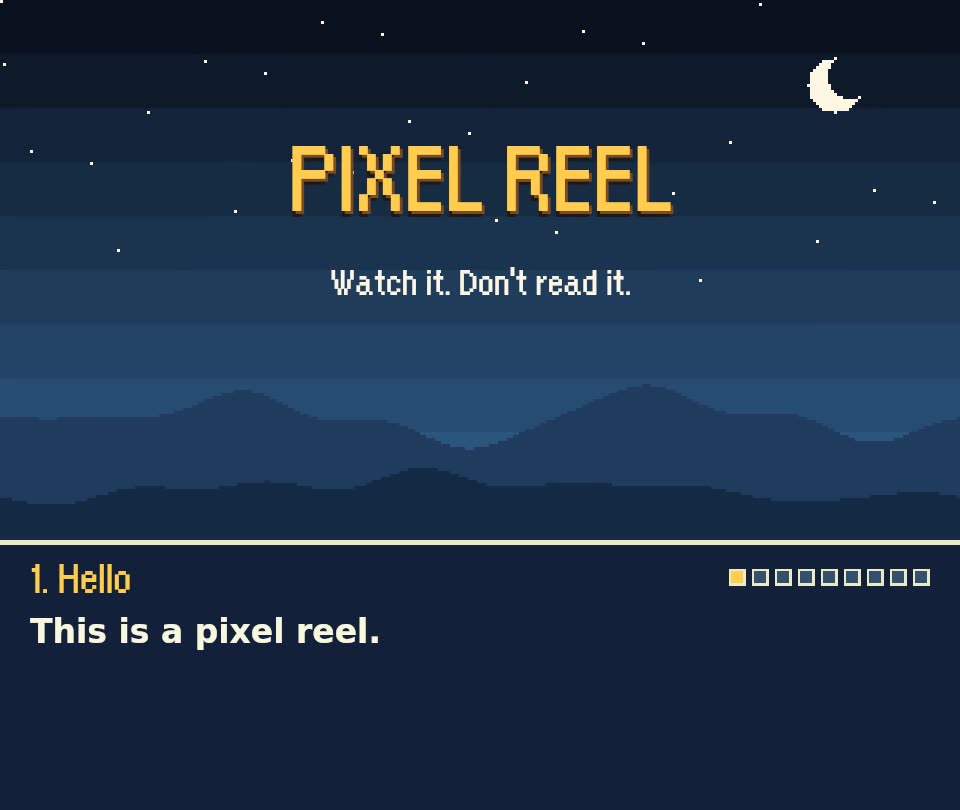 PIXEL REEL
Watch it. Don't read it.
1. Hello
This is a pixel reel.